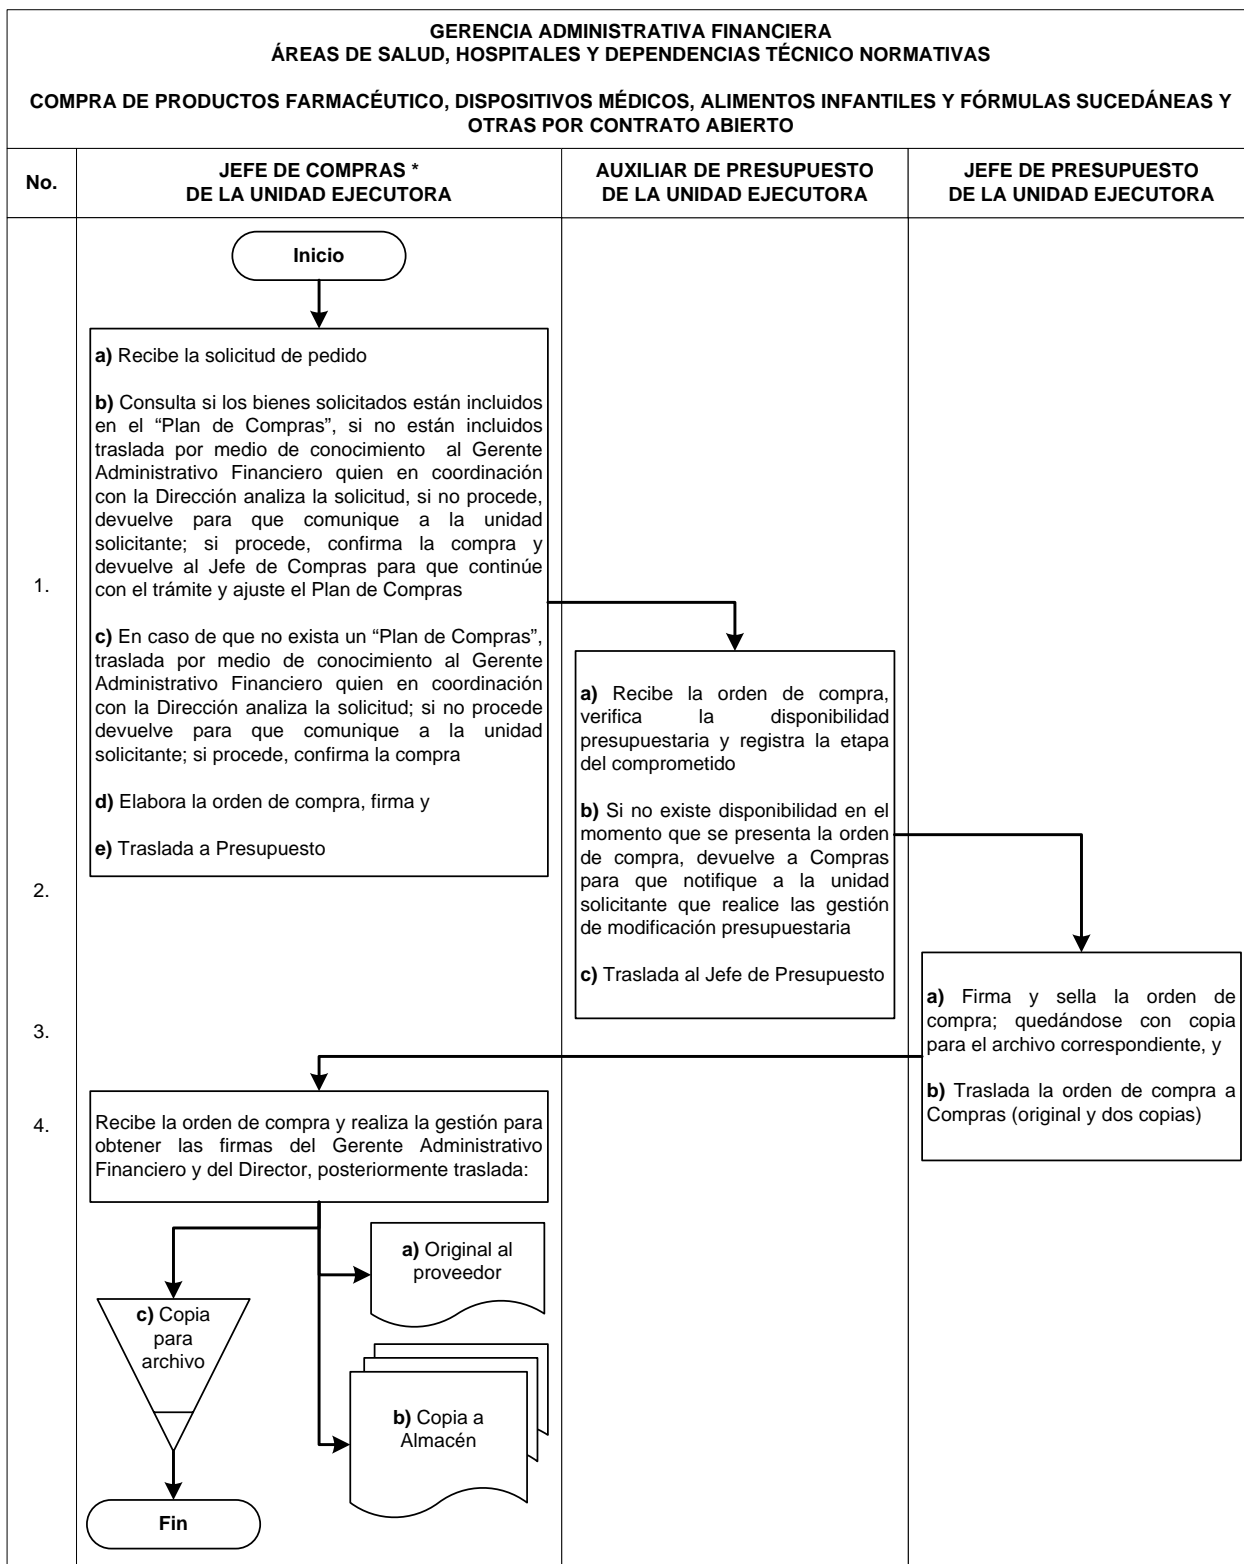 GERENCIA ADMINISTRATIVA FINANCIERA
ÁREAS DE SALUD, HOSPITALES Y DEPENDENCIAS TÉCNICO NORMATIVAS
COMPRA DE PRODUCTOS FARMACÉUTICO, DISPOSITIVOS MÉDICOS, ALIMENTOS INFANTILES Y FÓRMULAS SUCEDÁNEAS Y
OTRAS POR CONTRATO ABIERTO
No.
JEFE DE COMPRAS *
DE LA UNIDAD EJECUTORA
AUXILIAR DE PRESUPUESTO
DE LA UNIDAD EJECUTORA
JEFE DE PRESUPUESTO
DE LA UNIDAD EJECUTORA
Inicio
1.
a) Recibe la solicitud de pedido
b) Consulta si los bienes solicitados están incluidos
en el “Plan de Compras”, si no están incluidos
traslada por medio de conocimiento al Gerente
Administrativo Financiero quien en coordinación
con la Dirección analiza la solicitud, si no procede,
devuelve para que comunique a la unidad
solicitante; si procede, confirma la compra y
devuelve al Jefe de Compras para que continúe
con el trámite y ajuste el Plan de Compras
c) En caso de que no exista un “Plan de Compras”,
traslada por medio de conocimiento al Gerente
Administrativo Financiero quien en coordinación
con la Dirección analiza la solicitud; si no procede
devuelve para que comunique a la unidad
solicitante; si procede, confirma la compra
d) Elabora la orden de compra, firma y
e) Traslada a Presupuesto
2.
a) Recibe la orden de compra,
verifica la disponibilidad
presupuestaria y registra la etapa
del comprometido
b) Si no existe disponibilidad en el
momento que se presenta la orden
de compra, devuelve a Compras
para que notifique a la unidad
solicitante que realice las gestión
de modificación presupuestaria
c) Traslada al Jefe de Presupuesto
3.
a) Firma y sella la orden de
compra; quedándose con copia
para el archivo correspondiente, y
b) Traslada la orden de compra a
Compras (original y dos copias)
4.
Recibe la orden de compra y realiza la gestión para
obtener las firmas del Gerente Administrativo
Financiero y del Director, posteriormente traslada:
a) Original al
proveedor
b) Copia a
Almacén
c) Copia
para
archivo
Fin